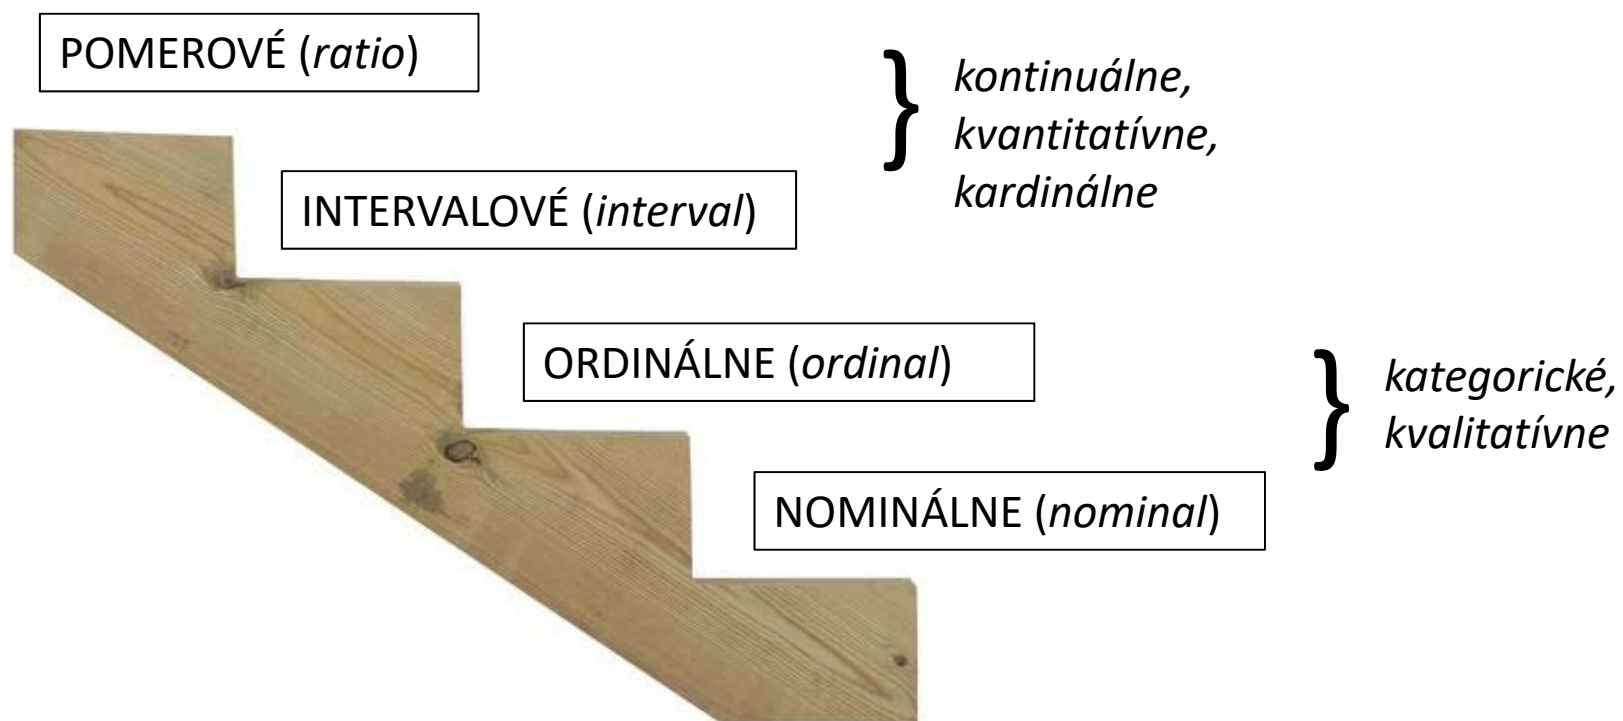 POMEROVÉ (ratio)
kontinuálne,
kvantitatívne,
kardinálne
INTERVALOVÉ (interval)
ORDINÁLNE (ordinal)
kategorické,
kvalitatívne
NOMINÁLNE (nominal)